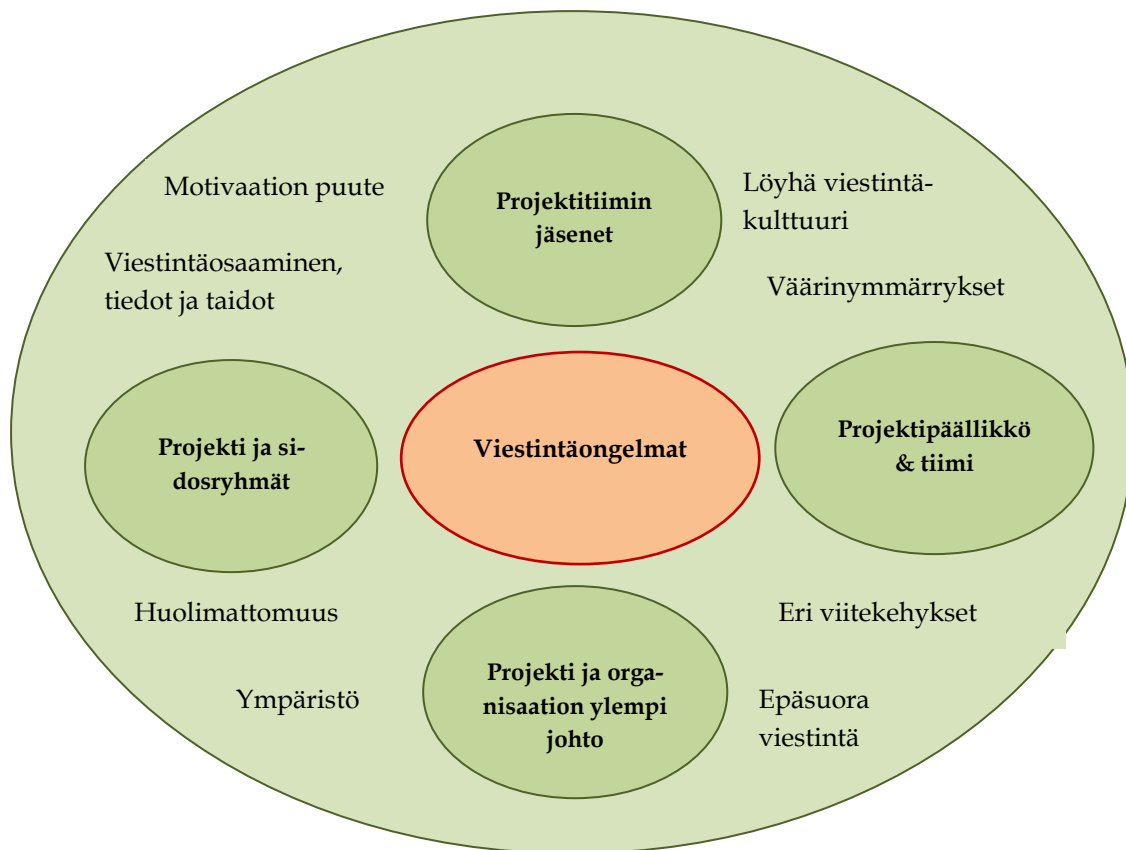 Motivaation puute
Projektitiimin
jäsenet
Löyhä viestintä-
kulttuuri
Viestintäosaaminen,
tiedot ja taidot
Väärinymmärrykset
Projekti ja si-
dosryhmät
Viestintäongelmat
Projektipäällikkö
& tiimi
Huolimattomuus
Eri viitekehykset
Ympäristö
Projekti ja orga-
nisaation ylempi
johto
Epäsuora
viestintä